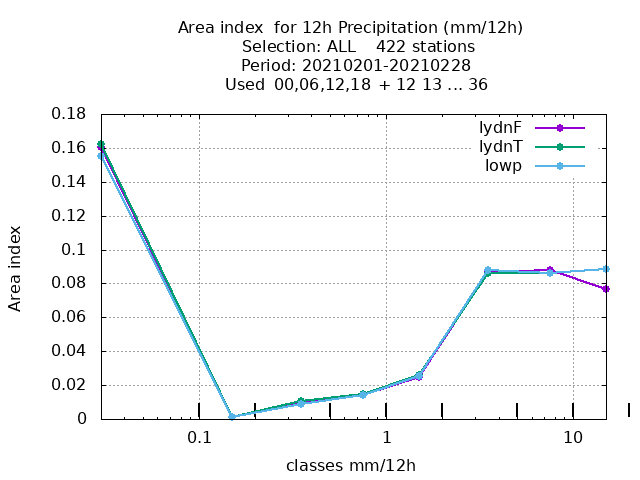 Area index for 12h Precipitation (mm/12h)
Selection: ALL 422 stations
Period: 20210201-20210228
Used 00,06,12,18 + 12 13 ... 36
0.18
0.16
0.14
0.12
0.1
0.08
0.06
0.04
0.02
0
Area index
lydnF
lydnT
lowp
0.1
1
10
classes mm/12h